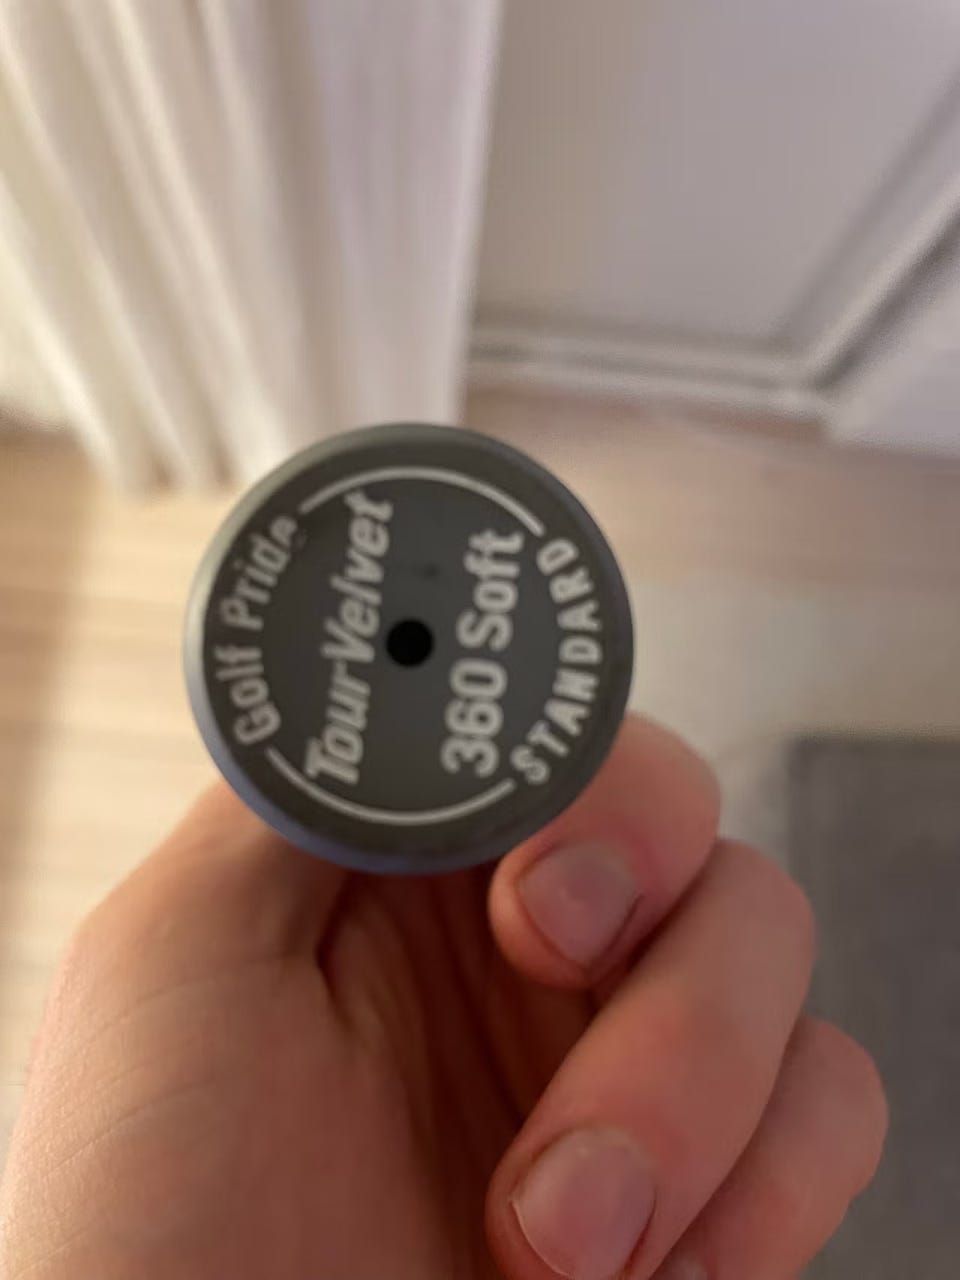 Golf Pride
TourVelvet
360 Soft
STANDARD